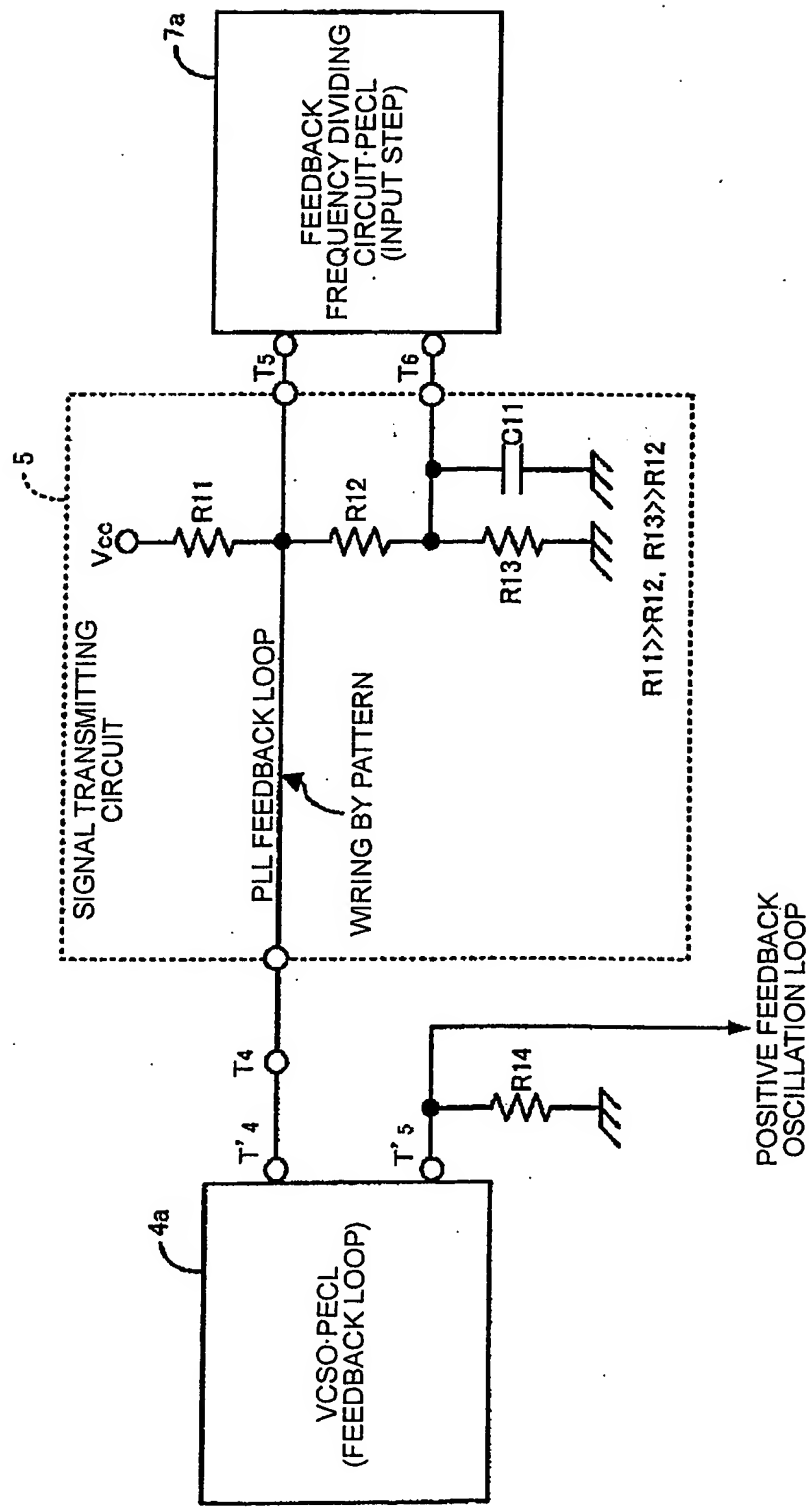 5
SIGNAL TRANSMITTING
CIRCUIT
Vcc
R11
PLL FEEDBACK LOOP
WIRING BY PATTERN
R12
R13
C11
R11>>R12, R13>>R12
4a
VCSO·PECL
(FEEDBACK LOOP)
T'4
T4
T'5
R14
POSITIVE FEEDBACK
OSCILLATION LOOP
T5
T6
7a
FEEDBACK
FREQUENCY DIVIDING
CIRCUIT·PECL
(INPUT STEP)